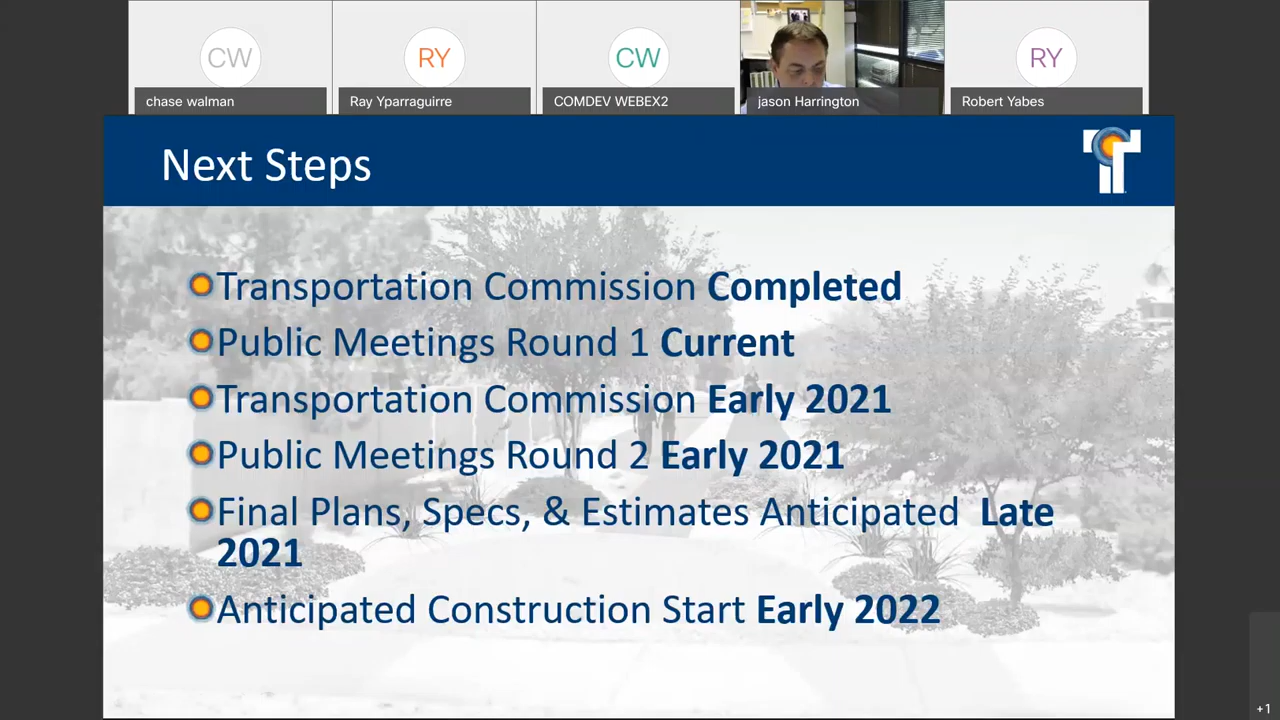 CW
RY
CW
RY
chase walman
Ray Yparraguirre
COMDEV WEBEX2
jason Harrington
Robert Yabes
Next Steps
Transportation Commission Completed
Public Meetings Round 1 Current
Transportation Commission Early 2021
Public Meetings Round 2 Early 2021
Final Plans, Specs, & Estimates Anticipated Late
2021
Anticipated Construction Start Early 2022
+1